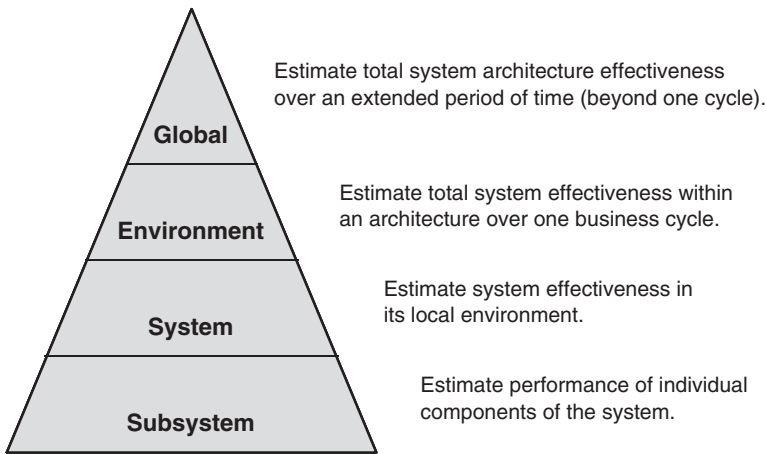 Estimate total system architecture effectiveness
over an extended period of time (beyond one cycle).
Global
Estimate total system effectiveness within
an architecture over one business cycle.
Environment
Estimate system effectiveness in
its local environment.
System
Estimate performance of individual
components of the system.
Subsystem